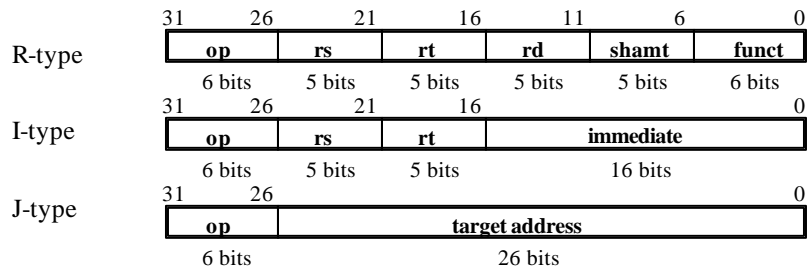 31 26 21 16 11 6 0
R-type op rs rt rd shamt funct
6 bits 5 bits 5 bits 5 bits 5 bits 6 bits
31 26 21 16 0
I-type op rs rt immediate
6 bits 5 bits 5 bits 16 bits
31 26 0
J-type op target address
6 bits 26 bits